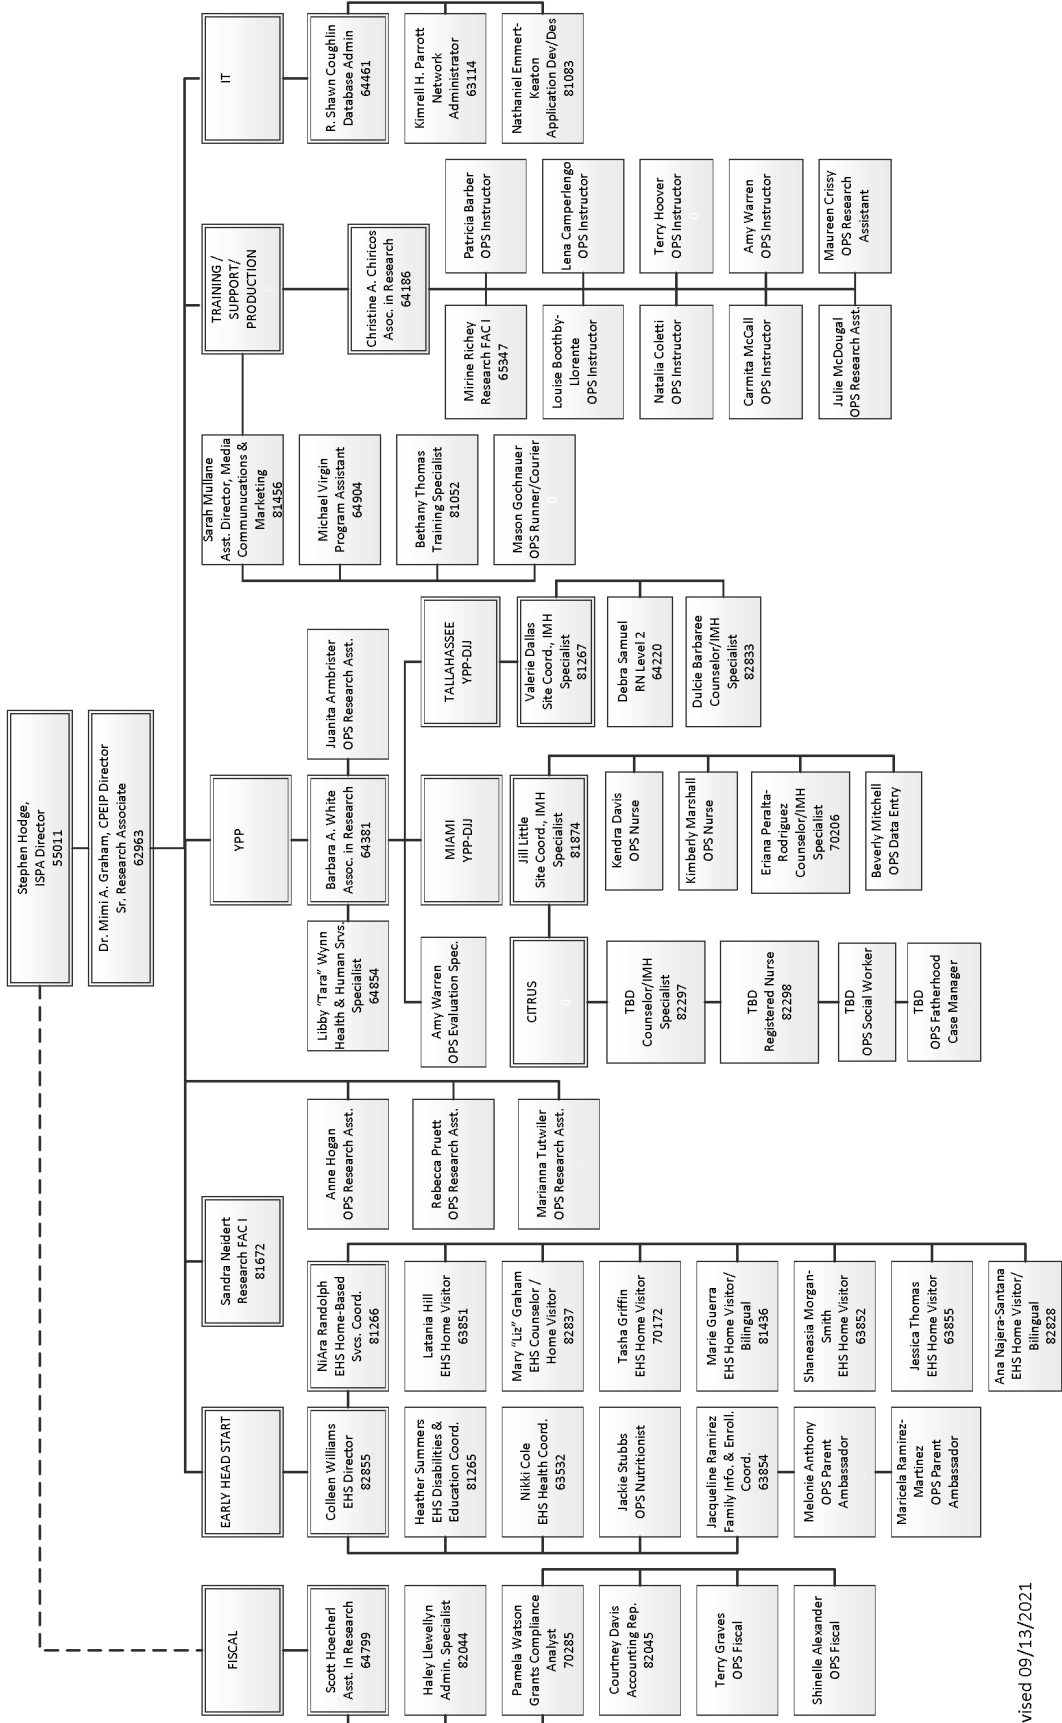 Stephen Hodge,
ISPA Director
55011
Dr. Mimi A. Graham, CPEIP Director
Sr. Research Associate
62963
FISCAL
Scott Hoecherl
Asst. In Research
64799
Haley Llewellyn
Admin. Specialist
82044
Pamela Watson
Grants Compliance
Analyst
70285
Courtney Davis
Accounting Rep.
82045
Terry Graves
OPS Fiscal
Shinelle Alexander
OPS Fiscal
EARLY HEAD START
Colleen Williams
EHS Director
82855
Heather Summers
EHS Disabilities &
Education Coord.
81265
Nikki Cole
EHS Health Coord.
63532
Jackie Stubbs
OPS Nutritionist
Jacqueline Ramirez
Family Info. & Enroll.
Coord.
63854
Melonie Anthony
OPS Parent
Ambassador
Maricela Ramirez-
Martinez
OPS Parent
Ambassador
Sandra Neidert
Research FAC I
81672
NiAra Randolph
EHS Home-Based
Svcs. Coord.
81266
Latania Hill
EHS Home Visitor
63851
Mary "Liz" Graham
EHS Counselor /
Home Visitor
82837
Tasha Griffin
EHS Home Visitor
70172
Marie Guerra
EHS Home Visitor/
Bilingual
81436
Shaneasia Morgan-
Smith
EHS Home Visitor
63852
Jessica Thomas
EHS Home Visitor
63855
Ana Najera-Santana
EHS Home Visitor/
Bilingual
82828
Anne Hogan
OPS Research Asst.
Rebecca Pruett
OPS Research Asst.
Marianna Tutwiler
OPS Research Asst.
YPP
Libby "Tara" Wynn
Health & Human Srvs.
Specialist
64854
Barbara A. White
Assoc. in Research
64381
Juanita Armbrister
OPS Research Asst.
Amy Warren
OPS Evaluation Spec.
MIAMI
YPP-DJJ
TALLAHASSEE
YPP-DJJ
CITRUS
0
TBD
Counselor/IMH
Specialist
82297
TBD
Registered Nurse
82298
TBD
OPS Social Worker
TBD
OPS Fatherhood
Case Manager
Jill Little
Site Coord., IMH
Specialist
81874
Kendra Davis
OPS Nurse
Kimberly Marshall
OPS Nurse
Eriana Peralta-
Rodriguez
Counselor/IMH
Specialist
70206
Beverly Mitchell
OPS Data Entry
Valerie Dallas
Site Coord., IMH
Specialist
81267
Debra Samuel
RN Level 2
64220
Dulcie Barbaree
Counselor/IMH
Specialist
82833
TRAINING /
SUPPORT/
PRODUCTION
0
Sarah Mullane
Asst. Director, Media
Communucations &
Marketing
81456
Michael Virgin
Program Assistant
64904
Bethany Thomas
Training Specialist
81052
Mason Gochnauer
OPS Runner/Courier
0
Christine A. Chiricos
Asoc. in Research
64186
Mirine Richey
Research FAC I
65347
Patricia Barber
OPS Instructor
Louise Boothby-
Llorente
OPS Instructor
Lena Camperlengo
OPS Instructor
Natalia Coletti
OPS Instructor
Terry Hoover
OPS Instructor
0
Carmita McCall
OPS Instructor
Amy Warren
OPS Instructor
Julie McDougal
OPS Research Asst.
Maureen Crissy
OPS Research
Assistant
IT
R. Shawn Coughlin
Database Admin
64461
Kimrell H. Parrott
Network
Administrator
63114
Nathaniel Emmert-
Keaton
Application Dev/Des
81083
vised 09/13/2021